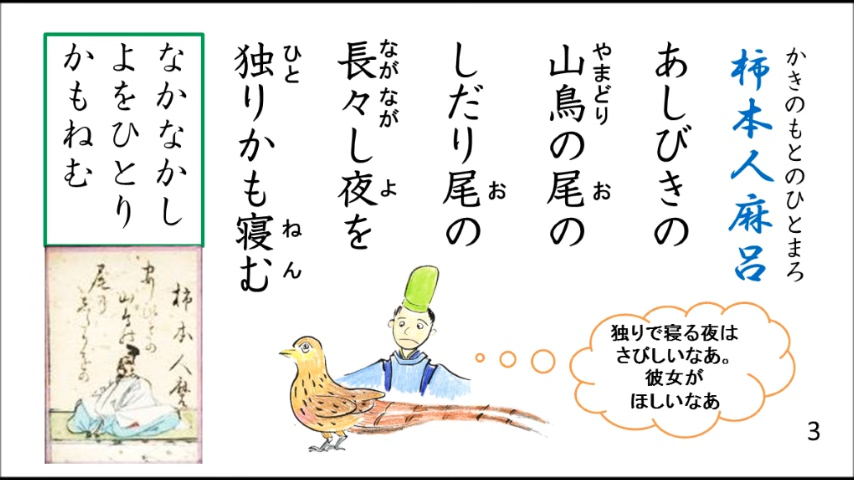 かきのもとのひとまろ
柿本人麻呂
あしびきの
やまどり お
山鳥の尾の
お
しだり尾の
ながなが よ
長々し夜を
ひと ねん
独りかも寝む
なかなかし
よをひとり
かもねむ
柿本人麿
独りで寝る夜は
さびしいなあ。
彼女が
ほしいなあ
3